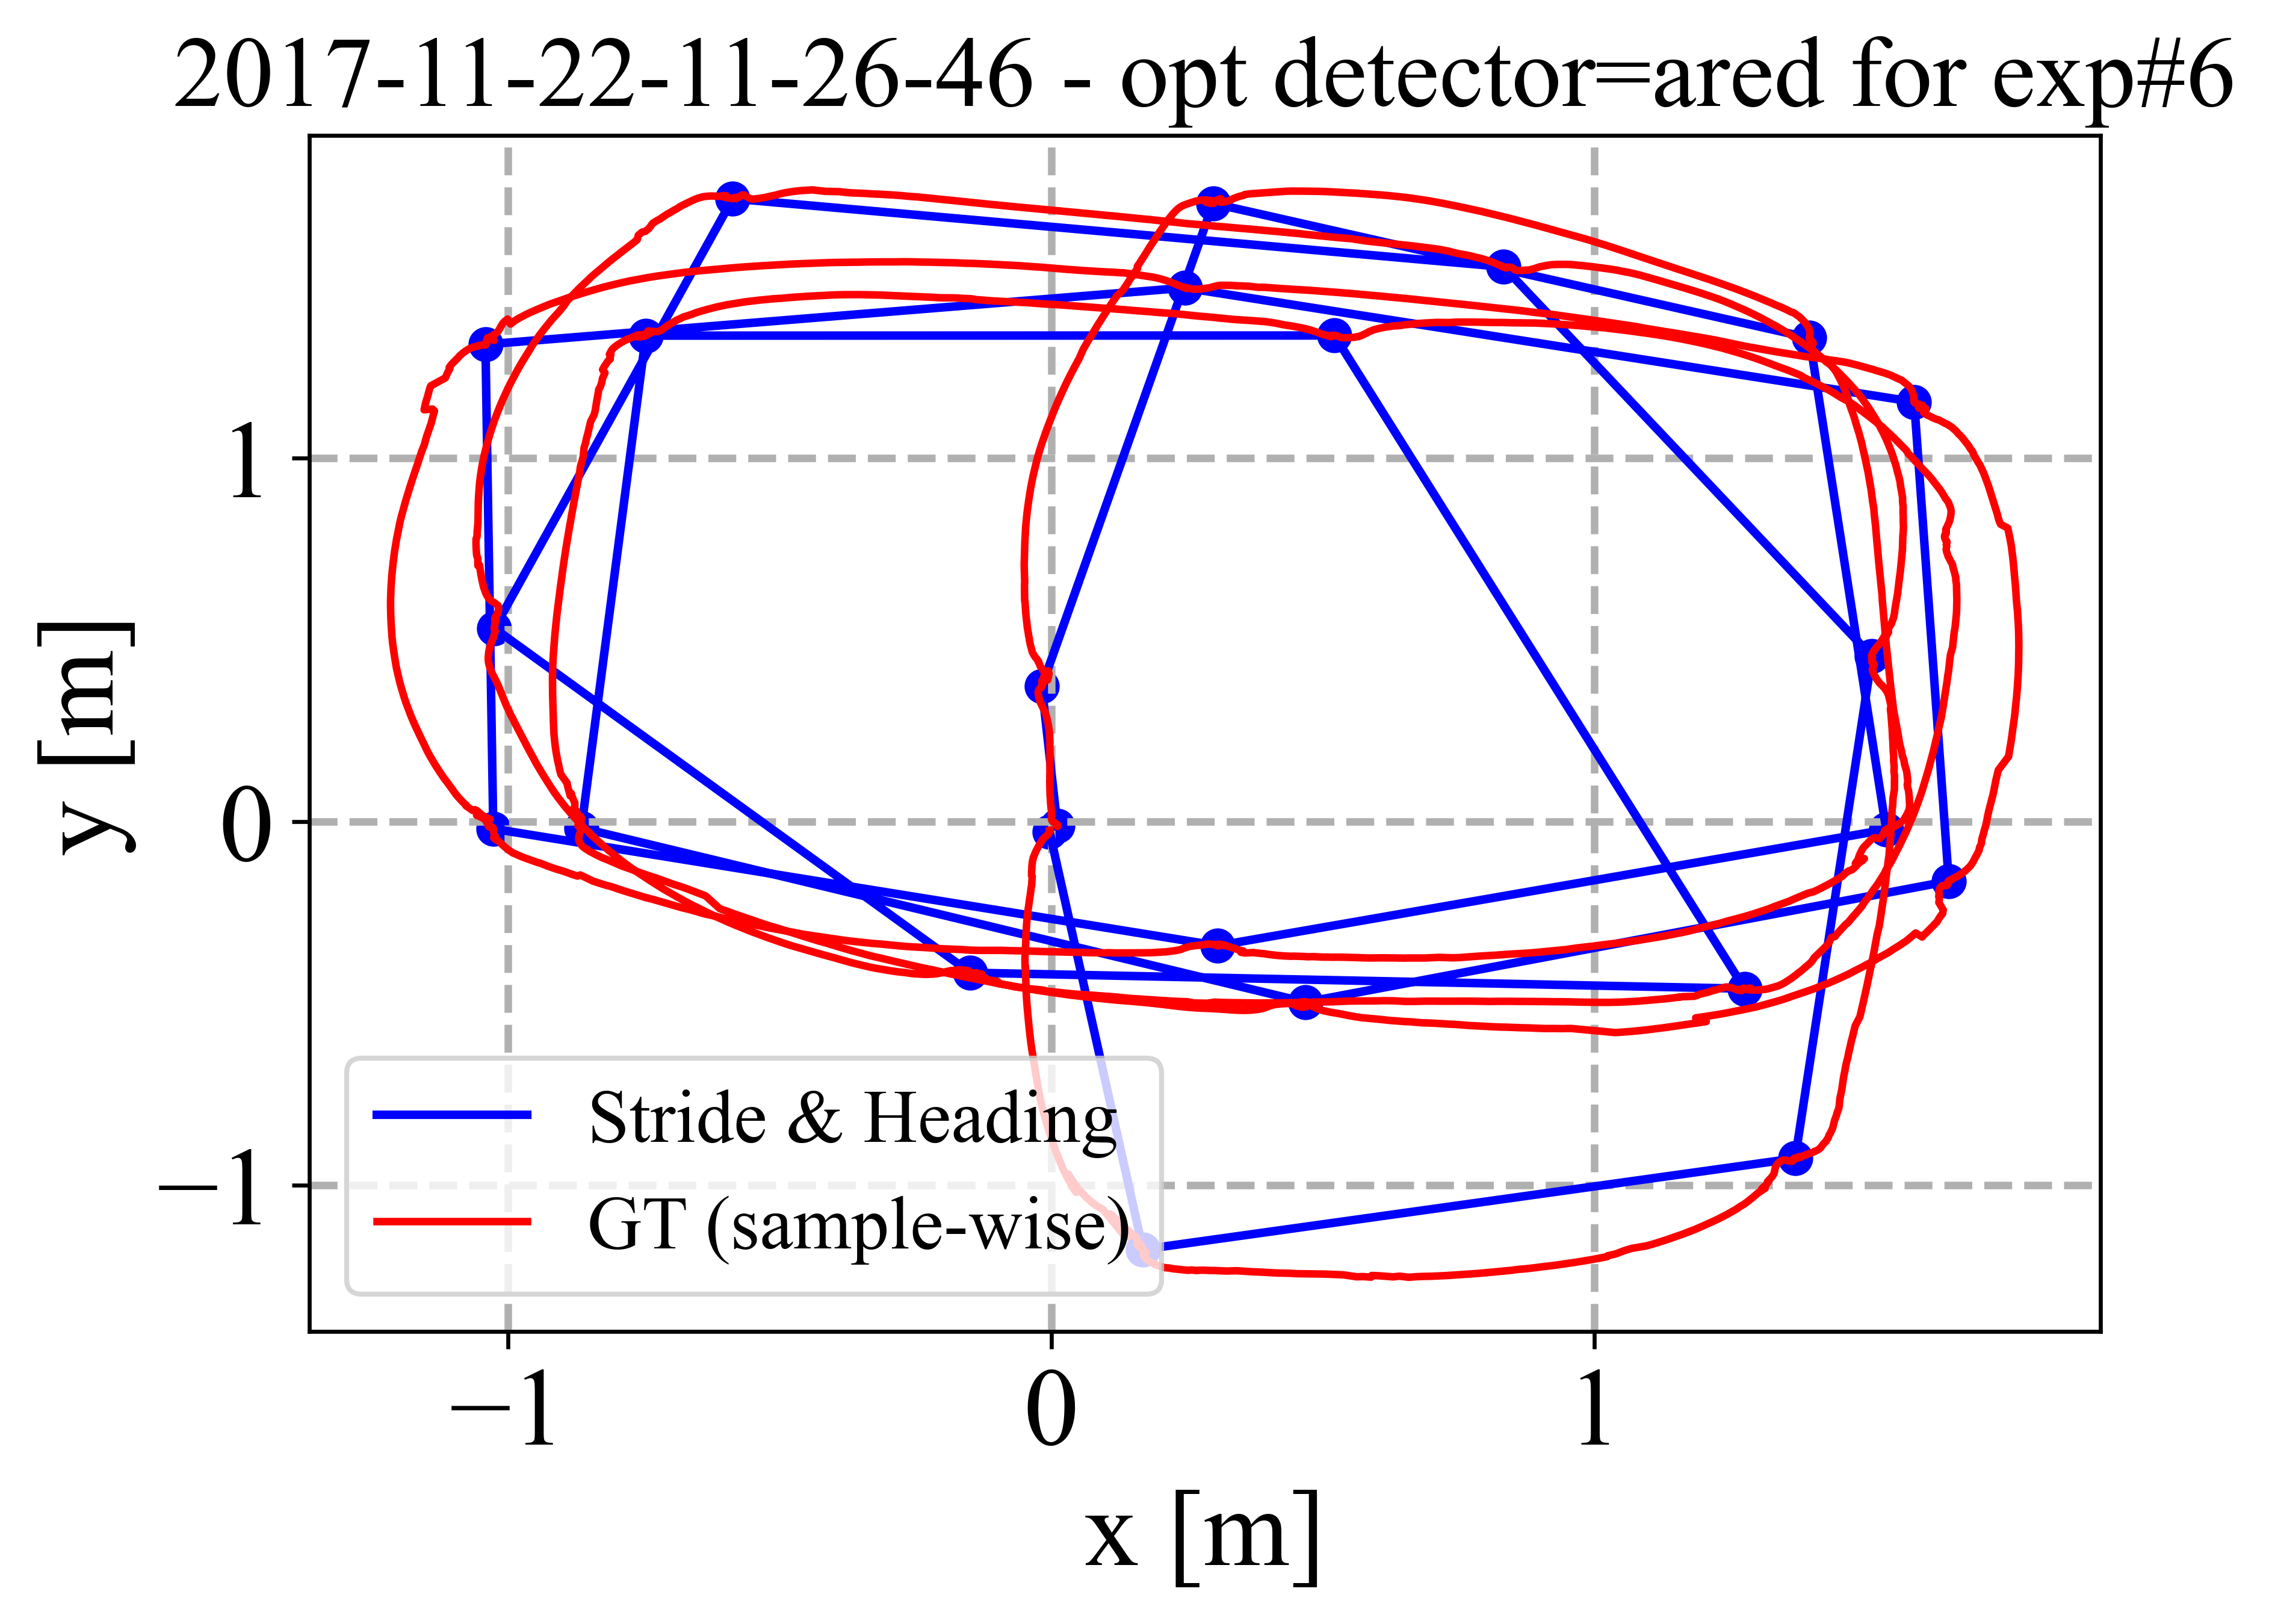 2017-11-22-11-26-46 - opt detector=ared for exp#6
y [m]
1
0
−1
Stride & Heading
GT (sample-wise)
−1 0 1
x [m]